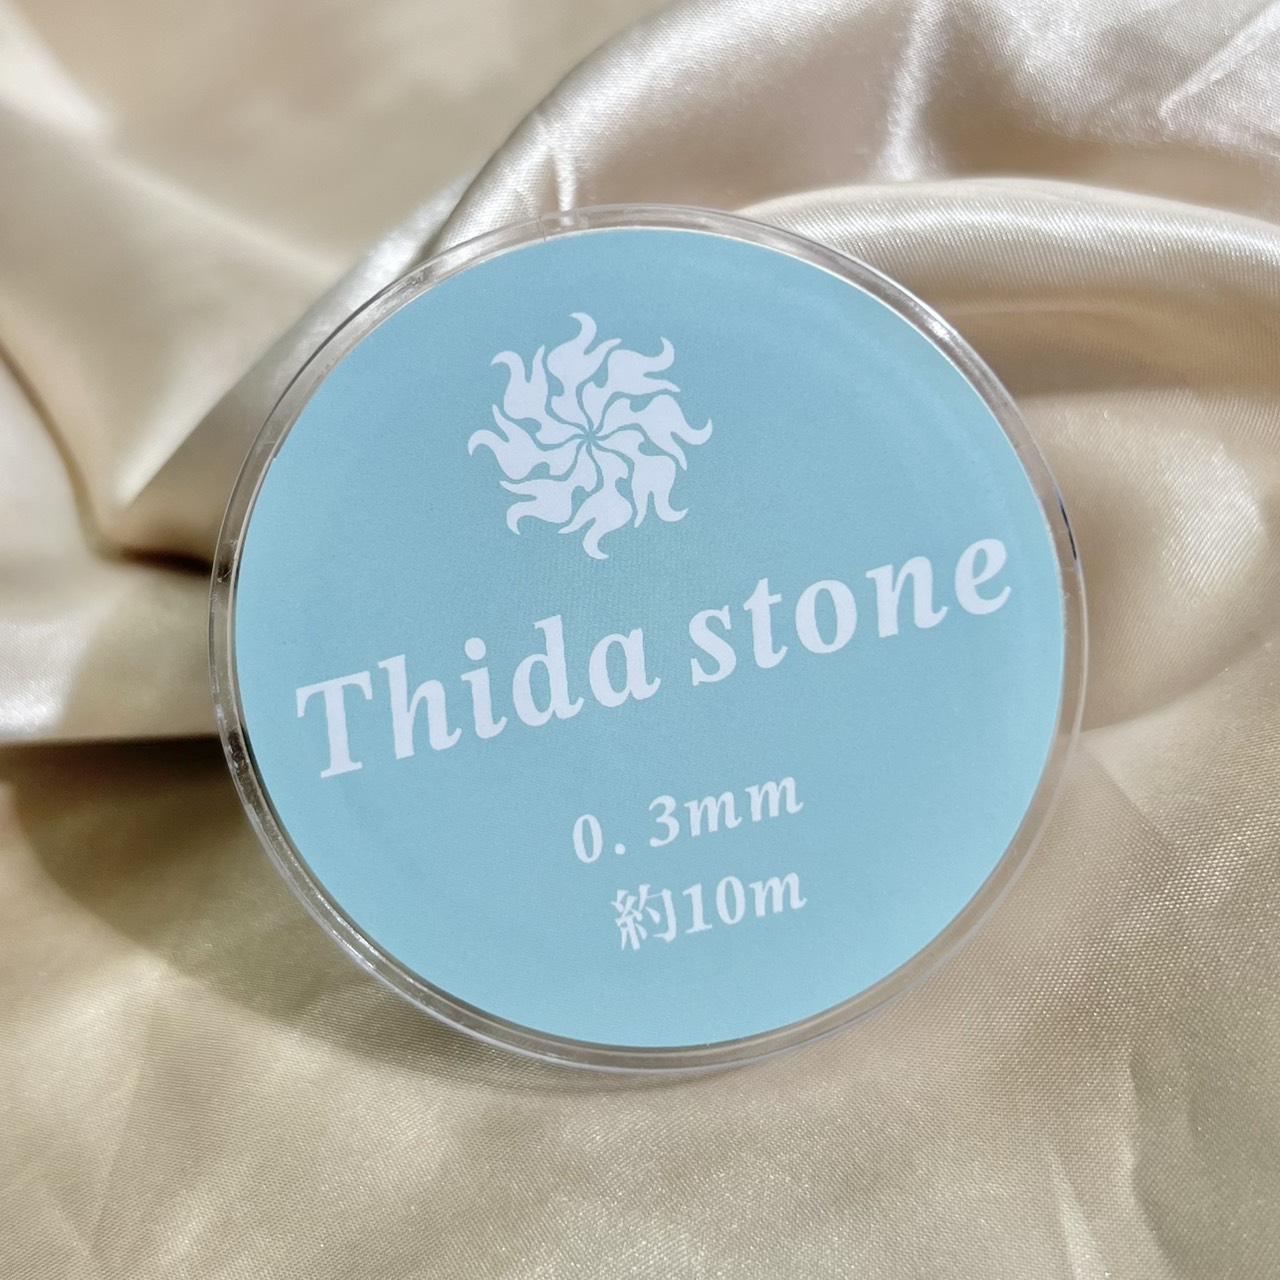 Thida stone
0.3mm
約10m